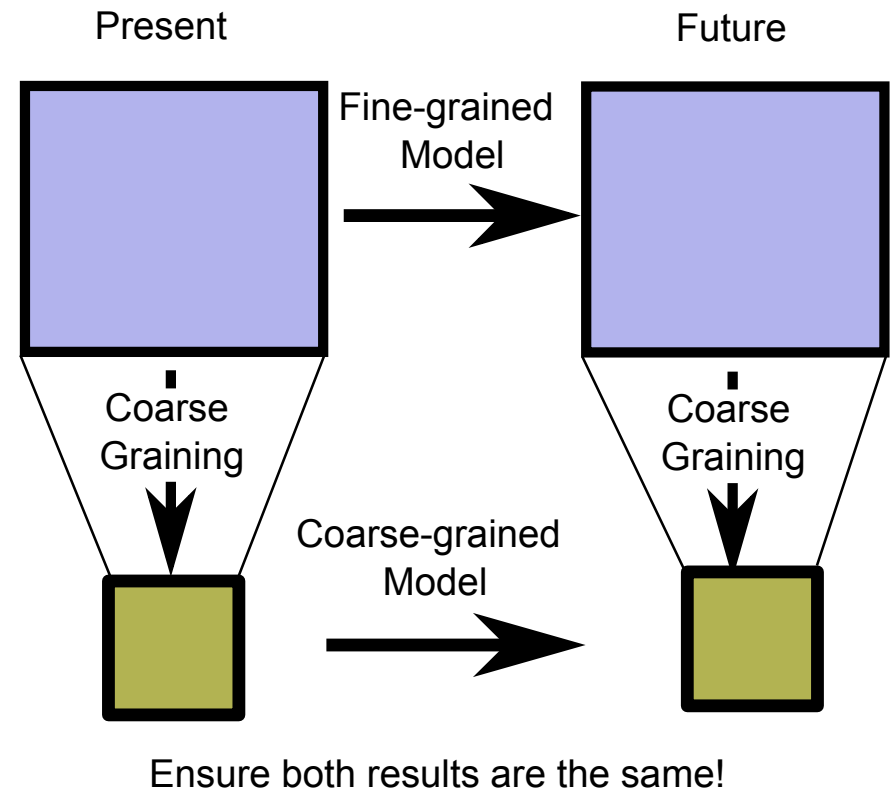 Present
Future
Fine-grained
Model
Coarse
Graining
Coarse
Graining
Coarse-grained
Model
Ensure both results are the same!